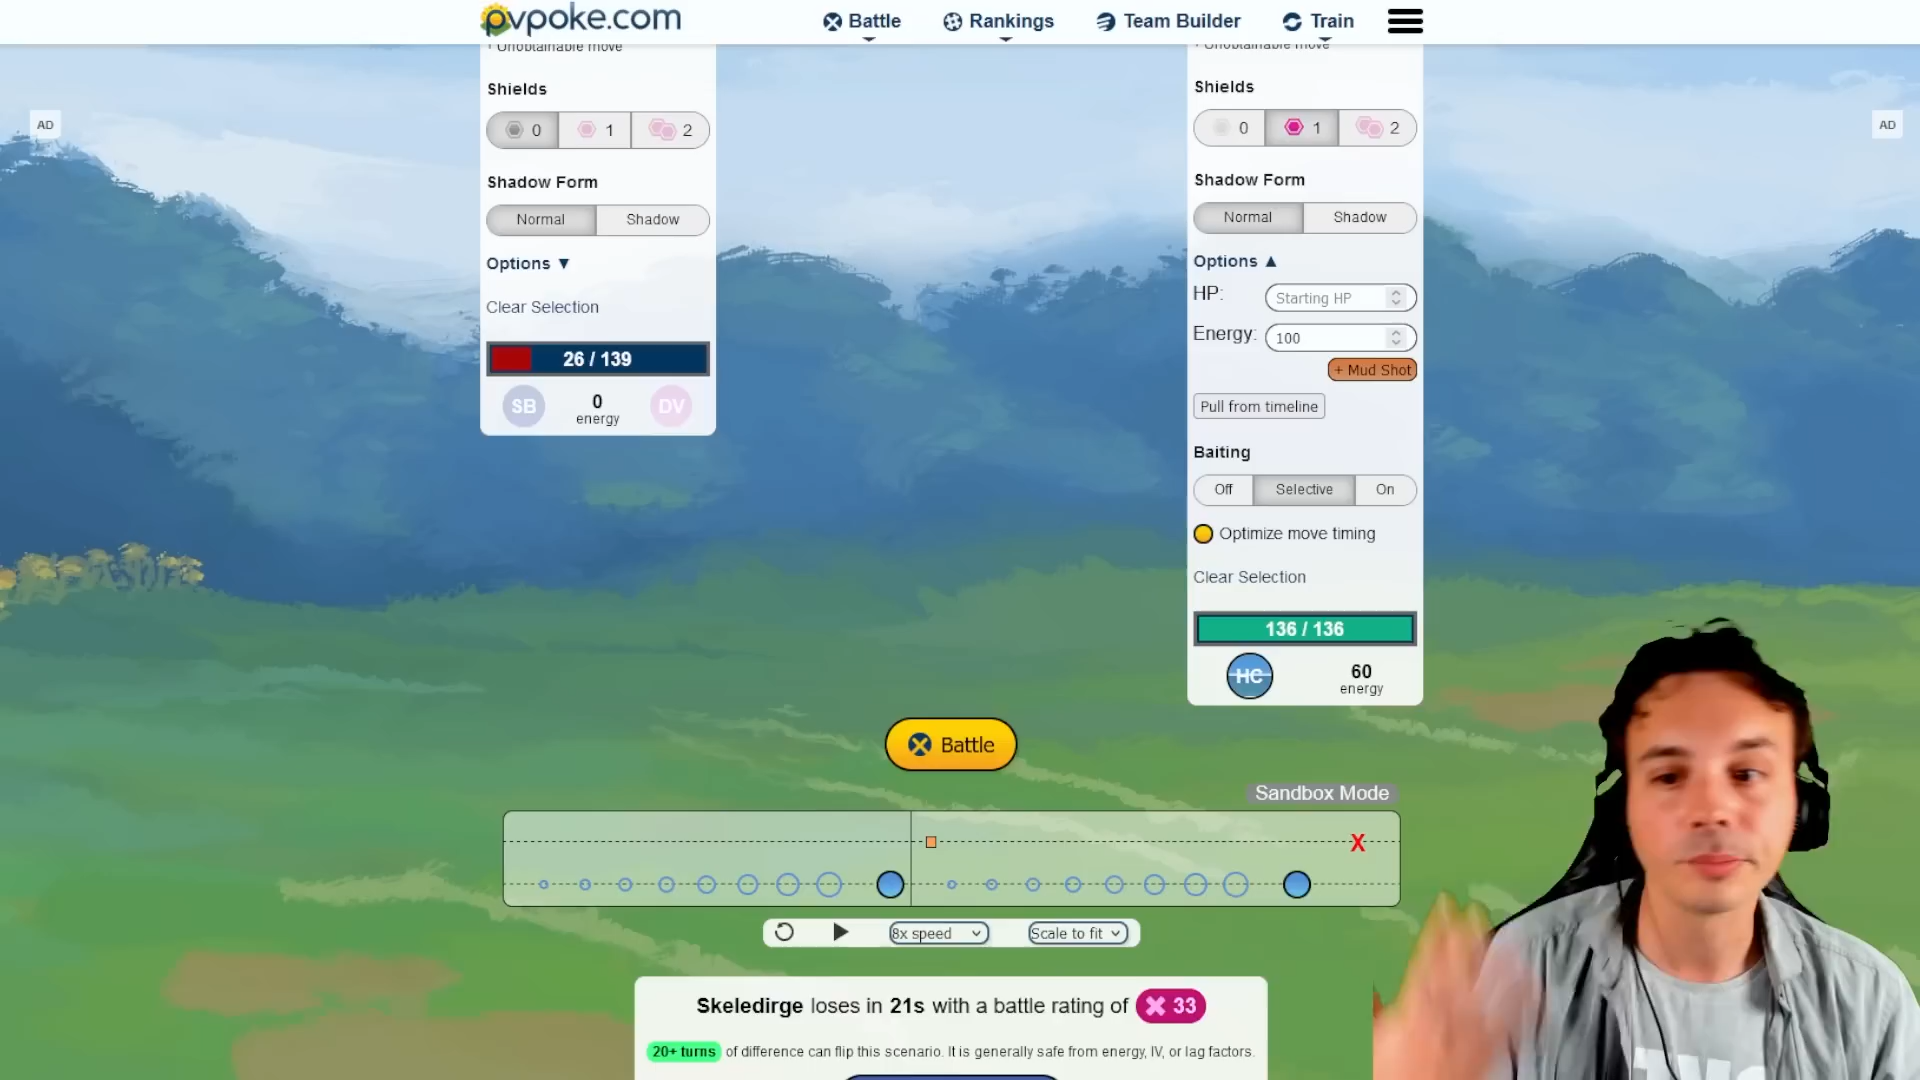 pvpoke.com
Battle
Rankings
Team Builder
Train
AD
† Unobtainable move
Shields
0
1
2
Shadow Form
Normal
Shadow
Options ▼
Clear Selection
26 / 139
SB
0
energy
DV
† Unobtainable move
Shields
0
1
2
Shadow Form
Normal
Shadow
Options ▲
HP:
Starting HP
Energy:
100
+ Mud Shot
Pull from timeline
Baiting
Off
Selective
On
Optimize move timing
Clear Selection
136 / 136
HC
60
energy
AD
Battle
Sandbox Mode
X
8x speed
Scale to fit
Skeledirge loses in 21s with a battle rating of ✖ 33
20+ turns of difference can flip this scenario. It is generally safe from energy, IV, or lag factors.